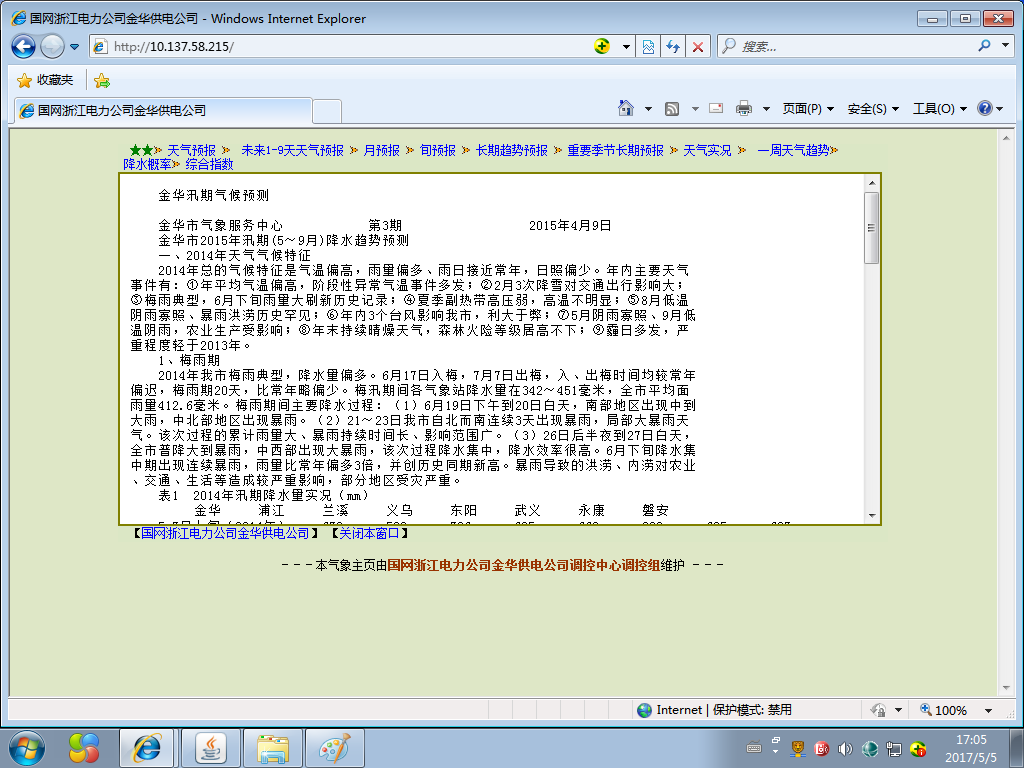 国网浙江电力公司金华供电公司 - Windows Internet Explorer
http://10.137.58.215/
搜索...
收藏夹
国网浙江电力公司金华供电公司
页面(P) 安全(S) 工具(O)
★★ 天气预报 未来1-9天天气预报 月预报 旬预报 长期趋势预报 重要季节长期预报 天气实况 一周天气趋势
降水概率 综合指数
金华汛期气候预测
金华市气象服务中心 第3期 2015年4月9日
金华市2015年汛期(5～9月)降水趋势预测
一、2014年天气气候特征
2014年总的气候特征是气温偏高，雨量偏多、雨日接近常年，日照偏少。年内主要天气
事件有：①年平均气温偏高，阶段性异常气温事件多发；②2月3次降雪对交通出行影响大；
③梅雨典型，6月下旬雨量大刷新历史记录；④夏季副热带高压弱，高温不明显；⑤8月低温
阴雨寡照、暴雨洪涝历史罕见；⑥年内3个台风影响我市，利大于弊；⑦5月阴雨寡照、9月低
温阴雨，农业生产受影响；⑧年末持续晴燥天气，森林火险等级居高不下；⑨霾日多发，严
重程度轻于2013年。
1、梅雨期
2014年我市梅雨典型，降水量偏多。6月17日入梅，7月7日出梅，入、出梅时间均较常年
偏迟，梅雨期20天，比常年略偏少。梅汛期间各气象站降水量在342～451毫米，全市平均面
雨量412.6毫米。梅雨期间主要降水过程：（1）6月19日下午到20日白天，南部地区出现中到
大雨，中北部地区出现暴雨。（2）21～23日我市自北而南连续3天出现暴雨，局部大暴雨天
气。该次过程的累计雨量大、暴雨持续时间长、影响范围广。（3）26日后半夜到27日白天，
全市普降大到暴雨，中西部出现大暴雨，该次过程降水集中，降水效率很高。6月下旬降水集
中期出现连续暴雨，雨量比常年偏多3倍，并创历史同期新高。暴雨导致的洪涝、内涝对农业
、交通、生活等造成较严重影响，部分地区受灾严重。
表1 2014年汛期降水量实况（mm）
金华 浦江 兰溪 义乌 东阳 武义 永康 磐安
【国网浙江电力公司金华供电公司】 【关闭本窗口】
- - - 本气象主页由国网浙江电力公司金华供电公司调控中心调控组维护 - - -
Internet | 保护模式: 禁用
100%
17:05
2017/5/5